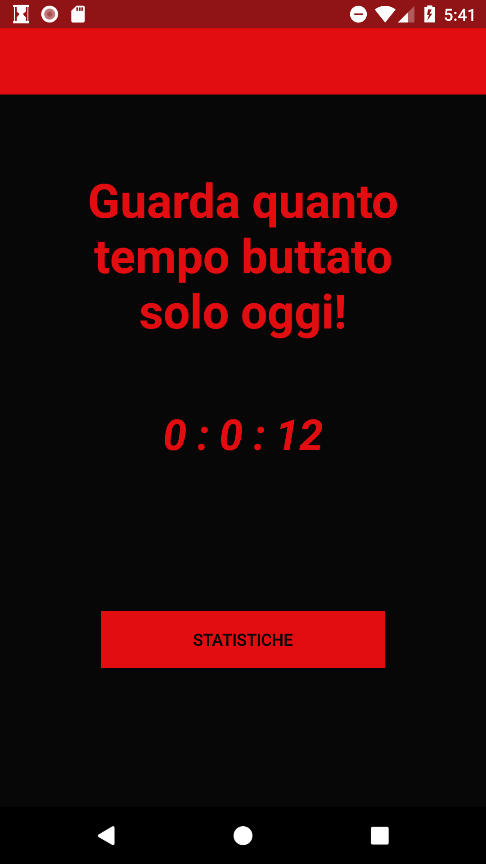 5:41
Guarda quanto
tempo buttato
solo oggi!
0 : 0 : 12
STATISTICHE